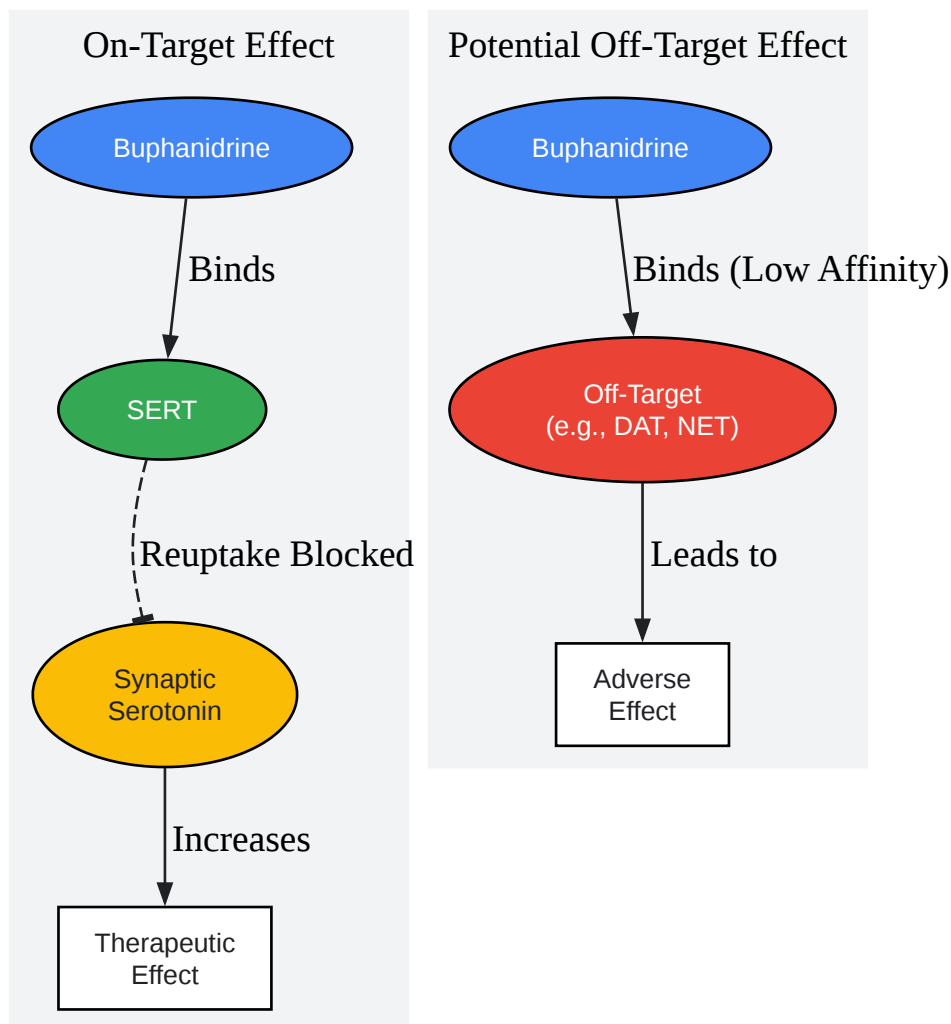 On-Target Effect
Buphanidrine
Binds
SERT
Reuptake Blocked
Synaptic
Serotonin
Increases
Therapeutic
Effect
Potential Off-Target Effect
Buphanidrine
Binds (Low Affinity)
Off-Target
(e.g., DAT, NET)
Leads to
Adverse
Effect